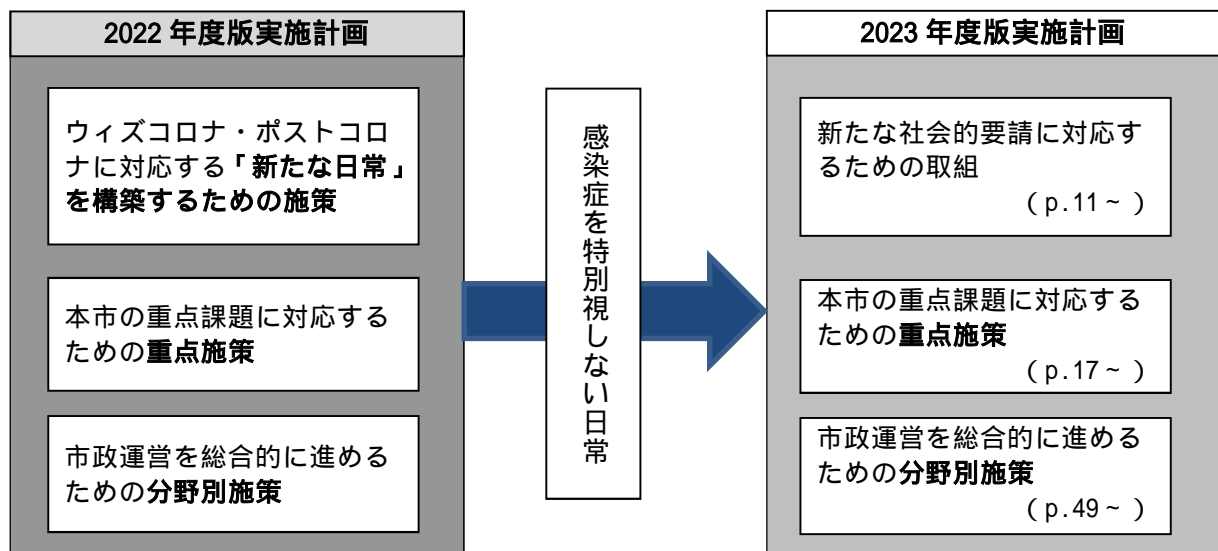 2022 年度版実施計画
ウィズコロナ・ポストコロ
ナに対応する「新たな日常」
を構築するための施策
本市の重点課題に対応する
ための重点施策
市政運営を総合的に進める
ための分野別施策
感染症を特別視しない日常
2023 年度版実施計画
新たな社会的要請に対応す
るための取組
(p.11~ )
本市の重点課題に対応する
ための重点施策
(p.17~ )
市政運営を総合的に進める
ための分野別施策
(p.49~ )